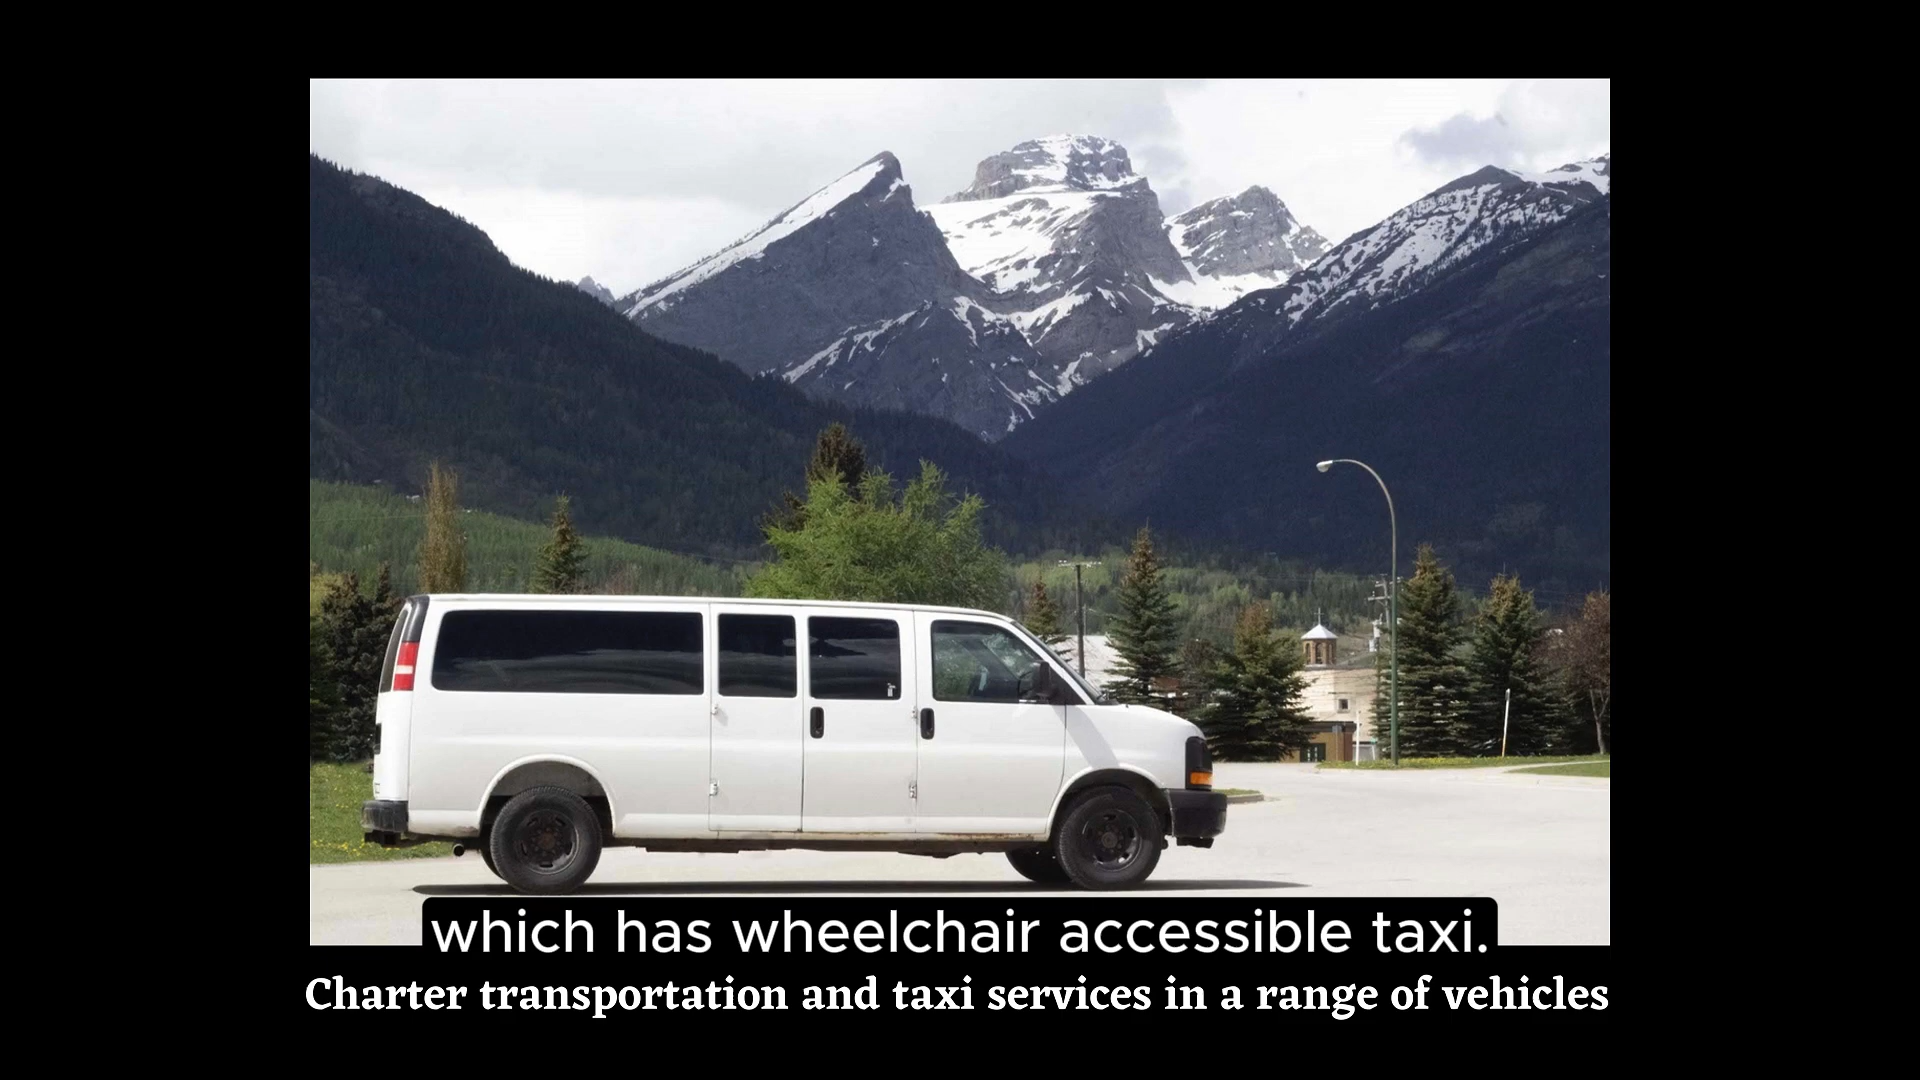 which has wheelchair accessible taxi.
Charter transportation and taxi services in a range of vehicles